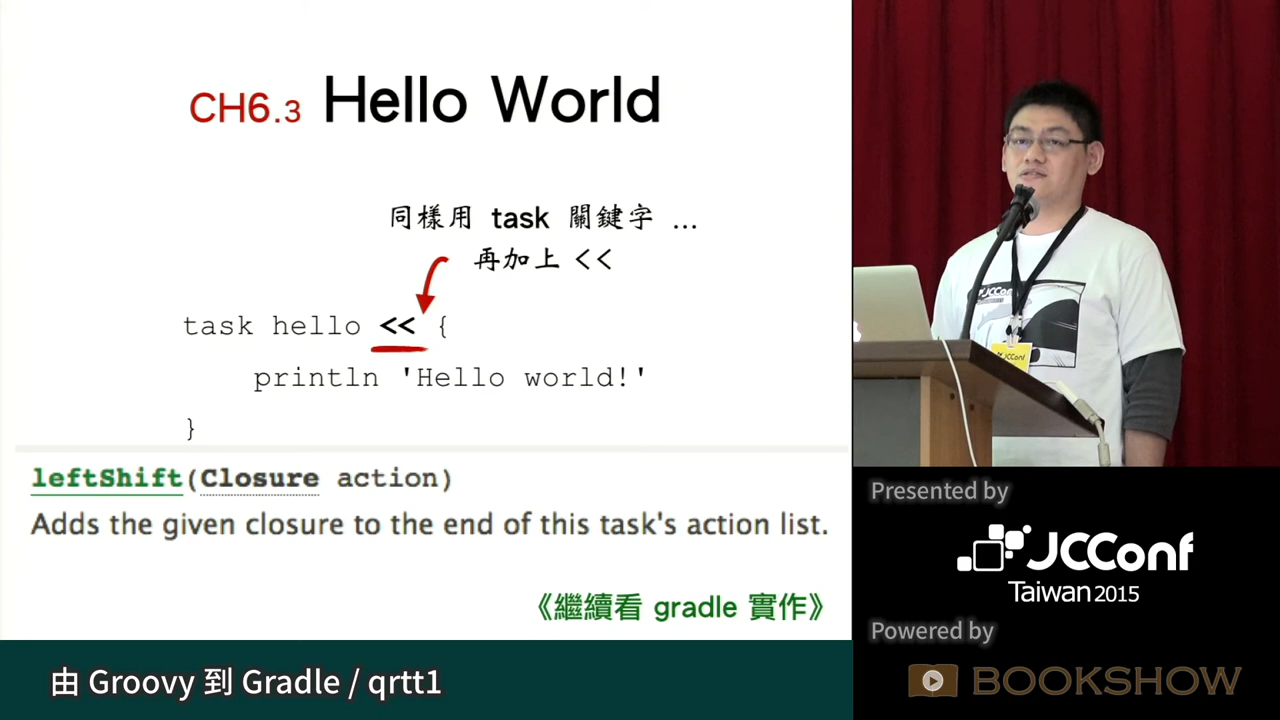 CH6.3 Hello World
同樣用 task 關鍵字 ...
再加上 <<
task hello << {
println 'Hello world!'
}
leftShift(Closure action)
Adds the given closure to the end of this task's action list.
《繼續看 gradle 實作》
由 Groovy 到 Gradle / qrtt1
JCConf
JCConf
Presented by
JCConf
Taiwan 2015
Powered by
BOOKSHOW